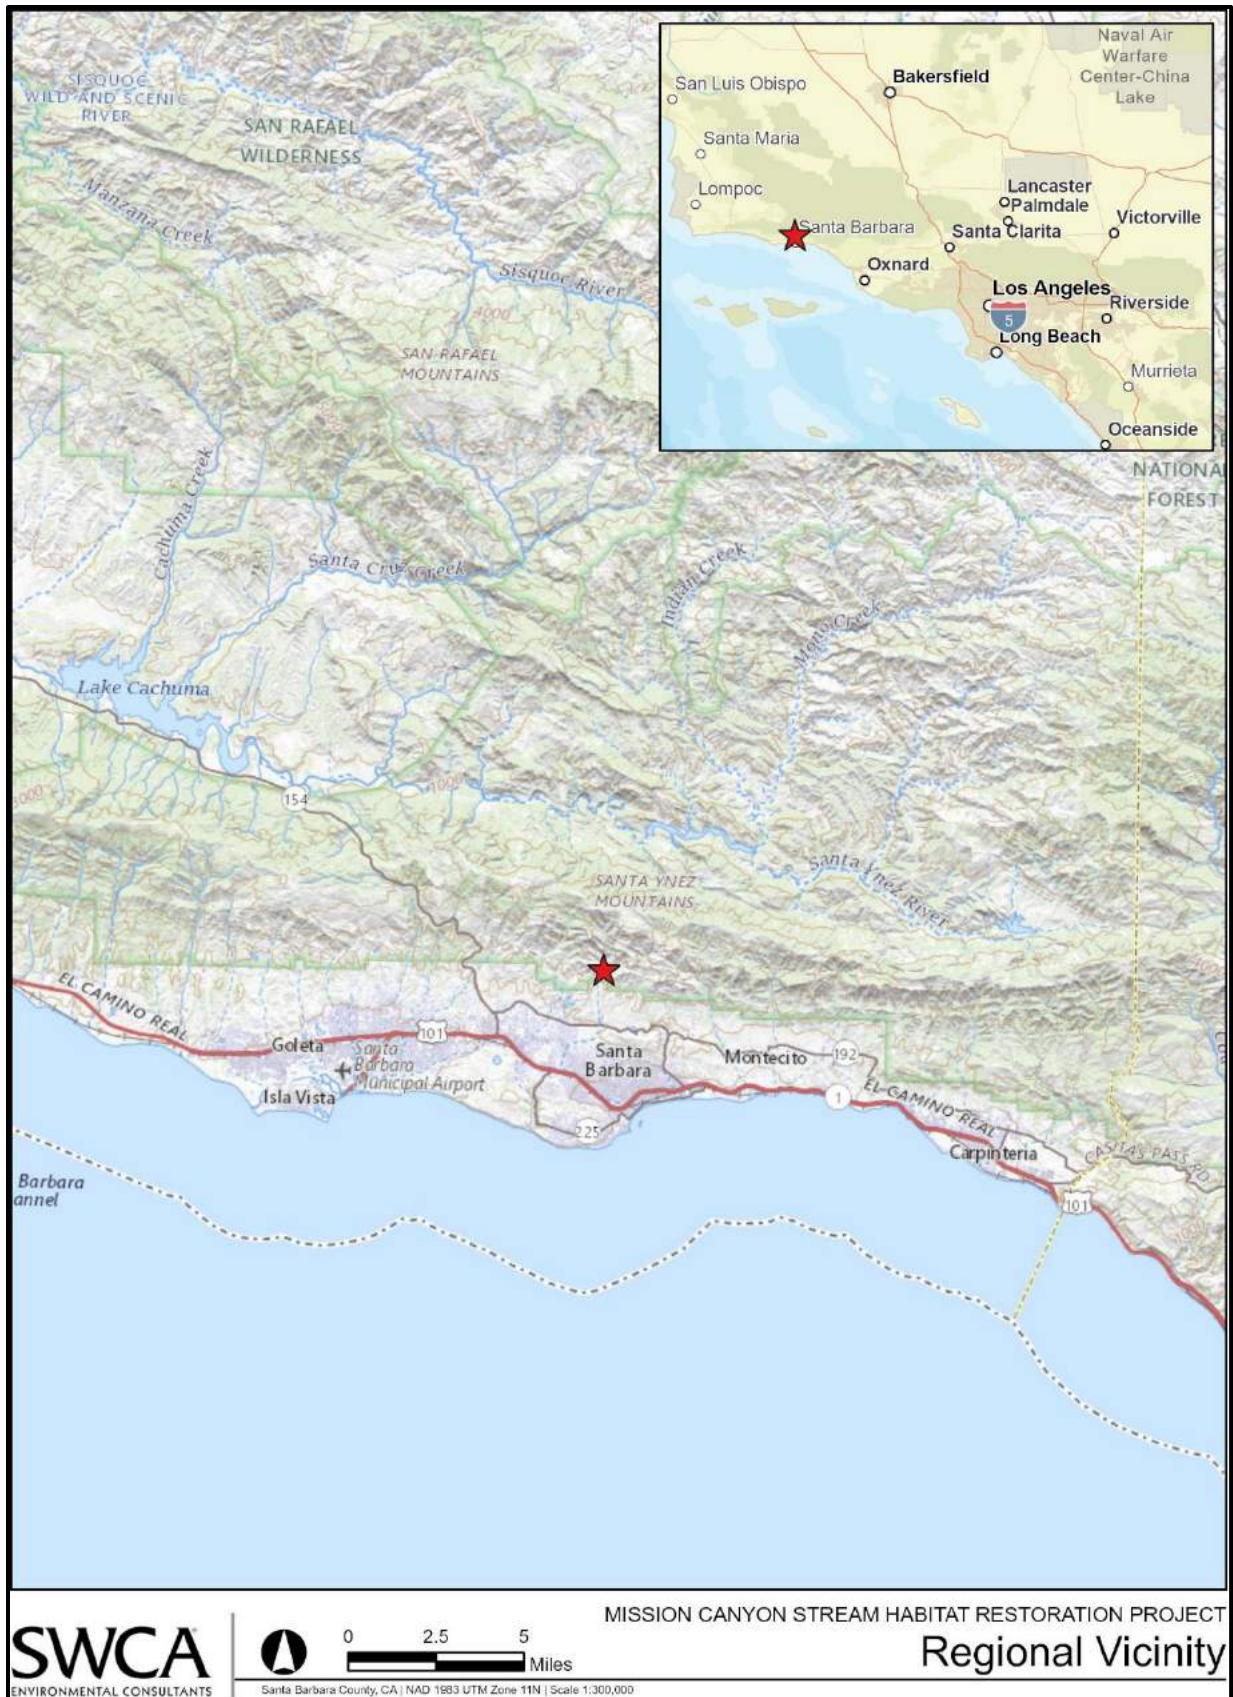 SISQUOC
WILD AND SCENIC
RIVER
SAN RAFAEL
WILDERNESS
Manzana Creek
Sisquoc River
4000
SAN RAFAEL
MOUNTAINS
Naval Air
Warfare
Center-China
Lake
Bakersfield
San Luis Obispo
Santa Maria
Lompoc
Lancaster
Palmdale
Victorville
Santa Barbara
Santa Clarita
Oxnard
Los Angeles
Riverside
5
Long Beach
Murrieta
Oceanside
NATIONA
FOREST
Cachuma Creek
Santa Cruz Creek
Indian Creek
Mono Creek
Lake Cachuma
154
1000
3000
Santa Ynez River
SANTA YNEZ
MOUNTAINS
EL CAMINO REAL
Goleta
101
Santa
Barbara
Municipal Airport
Isla Vista
Santa
Barbara
Montecito
192
1
EL CAMINO REAL
225
Carpinteria
CASITAS PASS RD
101
1000
Barbara
annel
SWCA
ENVIRONMENTAL CONSULTANTS
0 2.5 5
Miles
MISSION CANYON STREAM HABITAT RESTORATION PROJECT
Regional Vicinity
Santa Barbara County, CA | NAD 1983 UTM Zone 11N | Scale 1:300,000